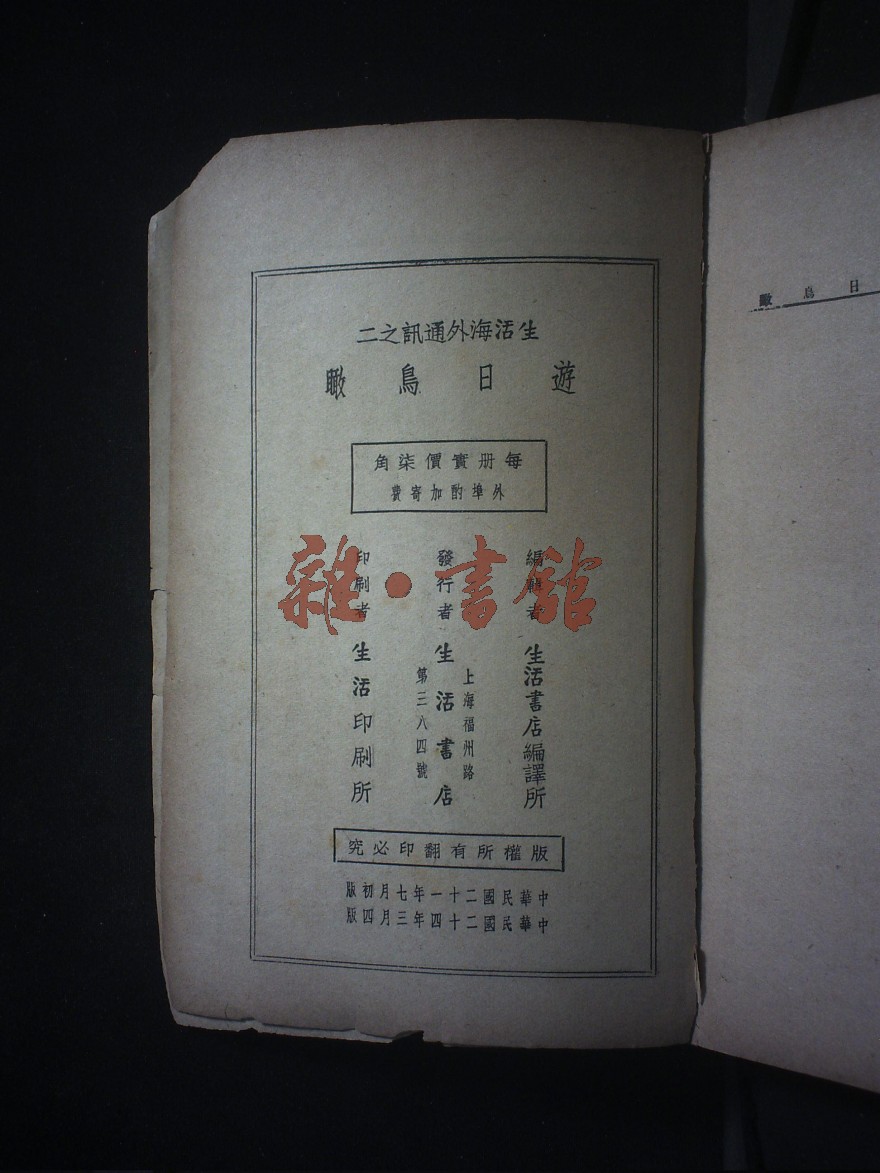 生活海外通訊之二
遊日鳥瞰
每册實價柒角
外埠酌加寄費
編輯者 生活書店編譯所
發行者 生活書店
上海福州路
第三八四號
印刷者 生活印刷所
版權所有翻印必究
中華民國二十一年七月初版
中華民國二十四年三月四版
雜·書館
日鳥瞰